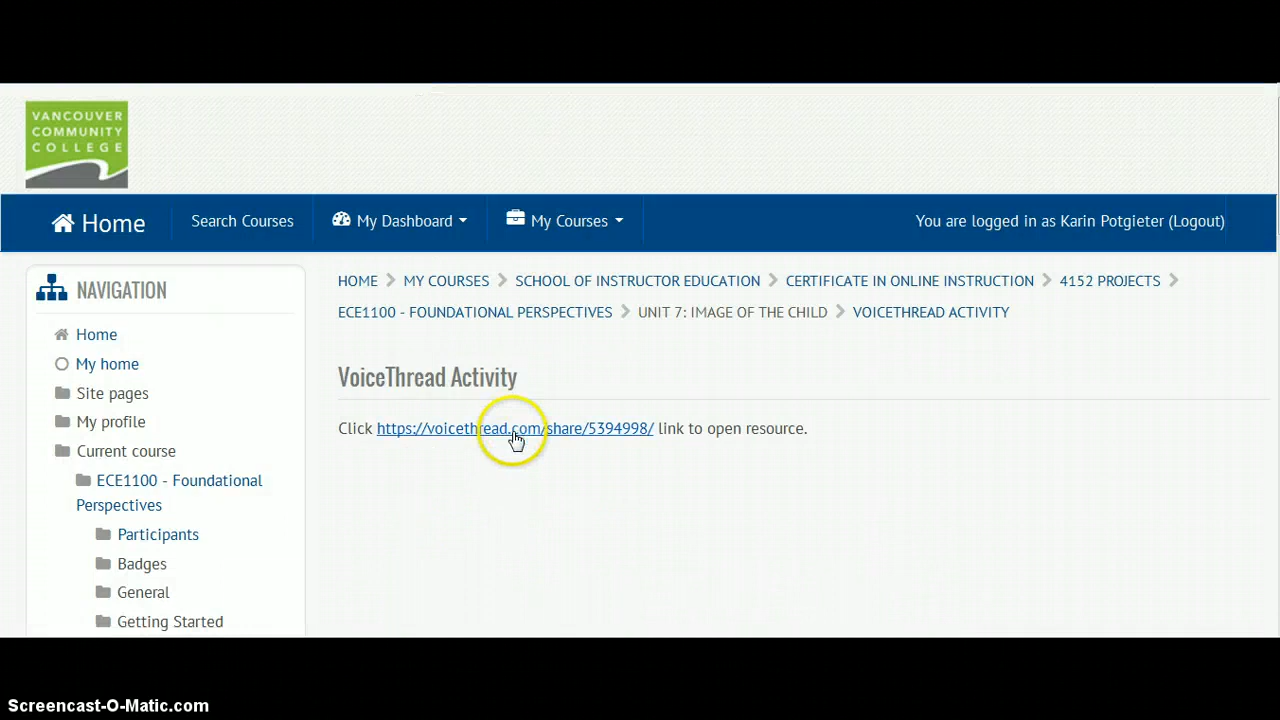 VANCOUVER
COMMUNITY
COLLEGE
Home
Search Courses
My Dashboard
My Courses
You are logged in as Karin Potgieter (Logout)
NAVIGATION
Home
My home
Site pages
My profile
Current course
ECE1100 - Foundational
Perspectives
Participants
Badges
General
Getting Started
HOME MY COURSES SCHOOL OF INSTRUCTOR EDUCATION CERTIFICATE IN ONLINE INSTRUCTION 4152 PROJECTS
ECE1100 - FOUNDATIONAL PERSPECTIVES UNIT 7: IMAGE OF THE CHILD VOICETHREAD ACTIVITY
VoiceThread Activity
Click https://voicethread.com/share/5394998/ link to open resource.
Screencast-O-Matic.com